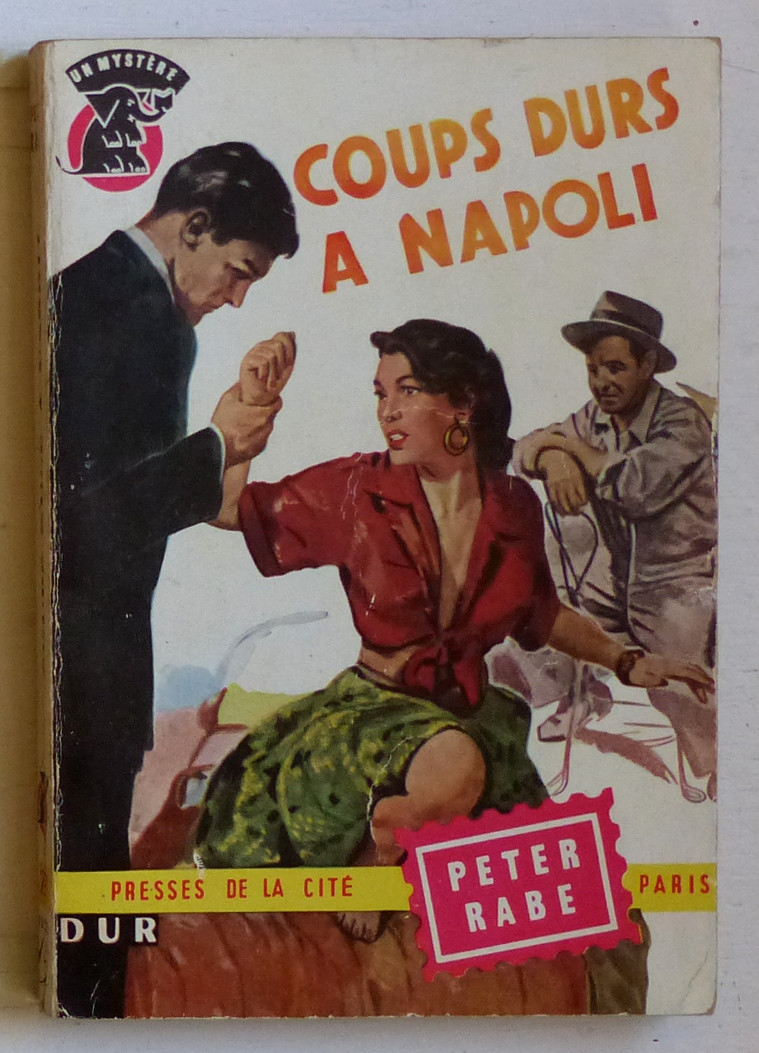 UN MYSTÈRE
COUPS DURS
A NAPOLI
PETER
RABE
PRESSES DE LA CITÉ
PARIS
DUR